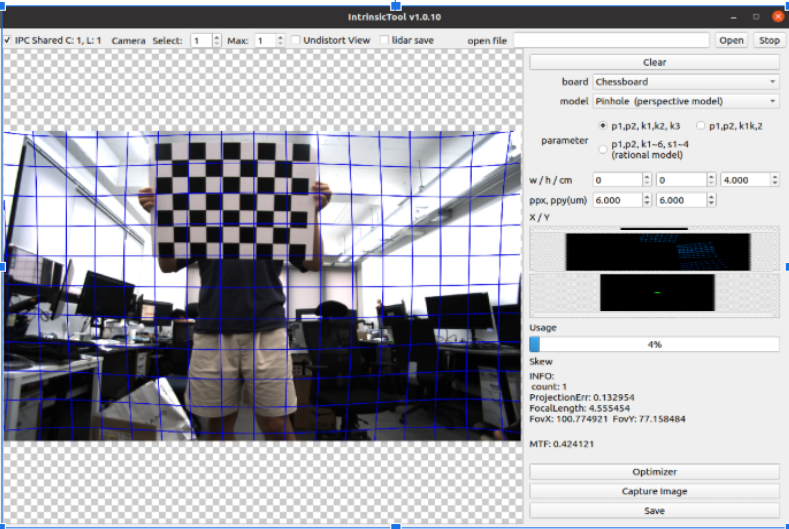 IntrinsicTool v1.0.10
IPC Shared C: 1, L: 1 Camera Select: 1 Max: 1 Undistort View lidar save open file Open Stop
Clear
board Chessboard
model Pinhole (perspective model)
parameter
p1,p2, k1,k2, k3 p1,p2, k1k,2
p1,p2, k1~6, s1~4
(rational model)
w / h / cm 0 0 4.000
ppx, ppy(um) 6.000 6.000
X / Y
Usage
4%
Skew
INFO:
count: 1
ProjectionErr: 0.132954
FocalLength: 4.555454
FovX: 100.774921 FovY: 77.158484
MTF: 0.424121
Optimizer
Capture Image
Save